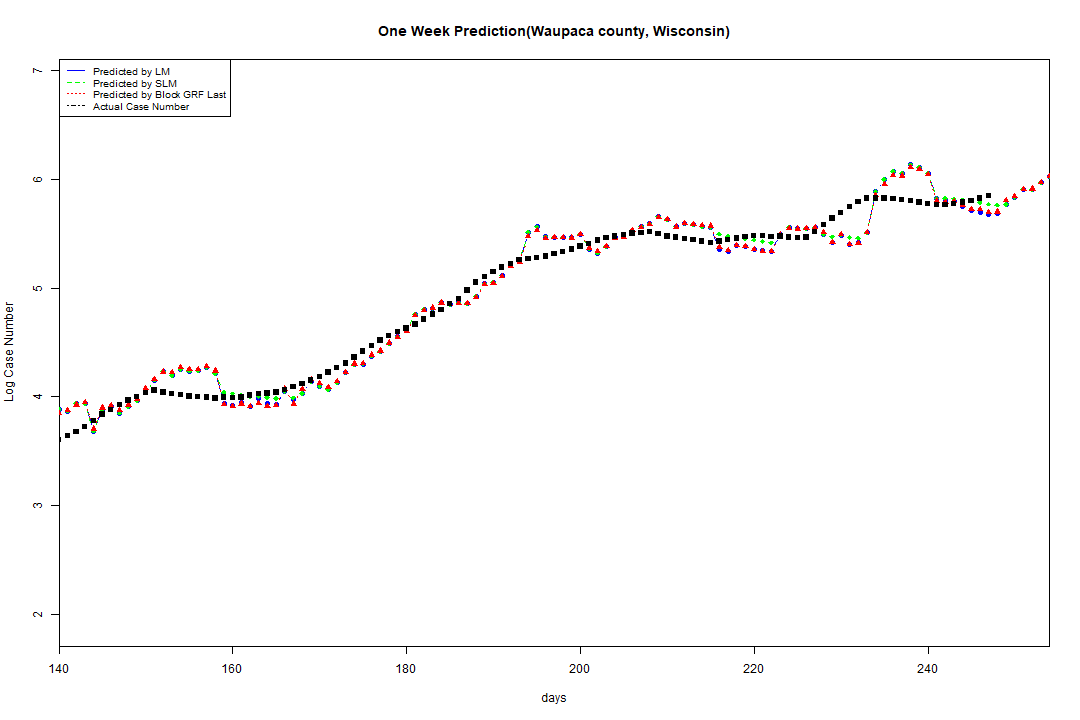 One Week Prediction(Waupaca county, Wisconsin)
Predicted by LM
Predicted by SLM
Predicted by Block GRF Last
Actual Case Number
7
6
5
4
3
2
Log Case Number
140 160 180 200 220 240
days